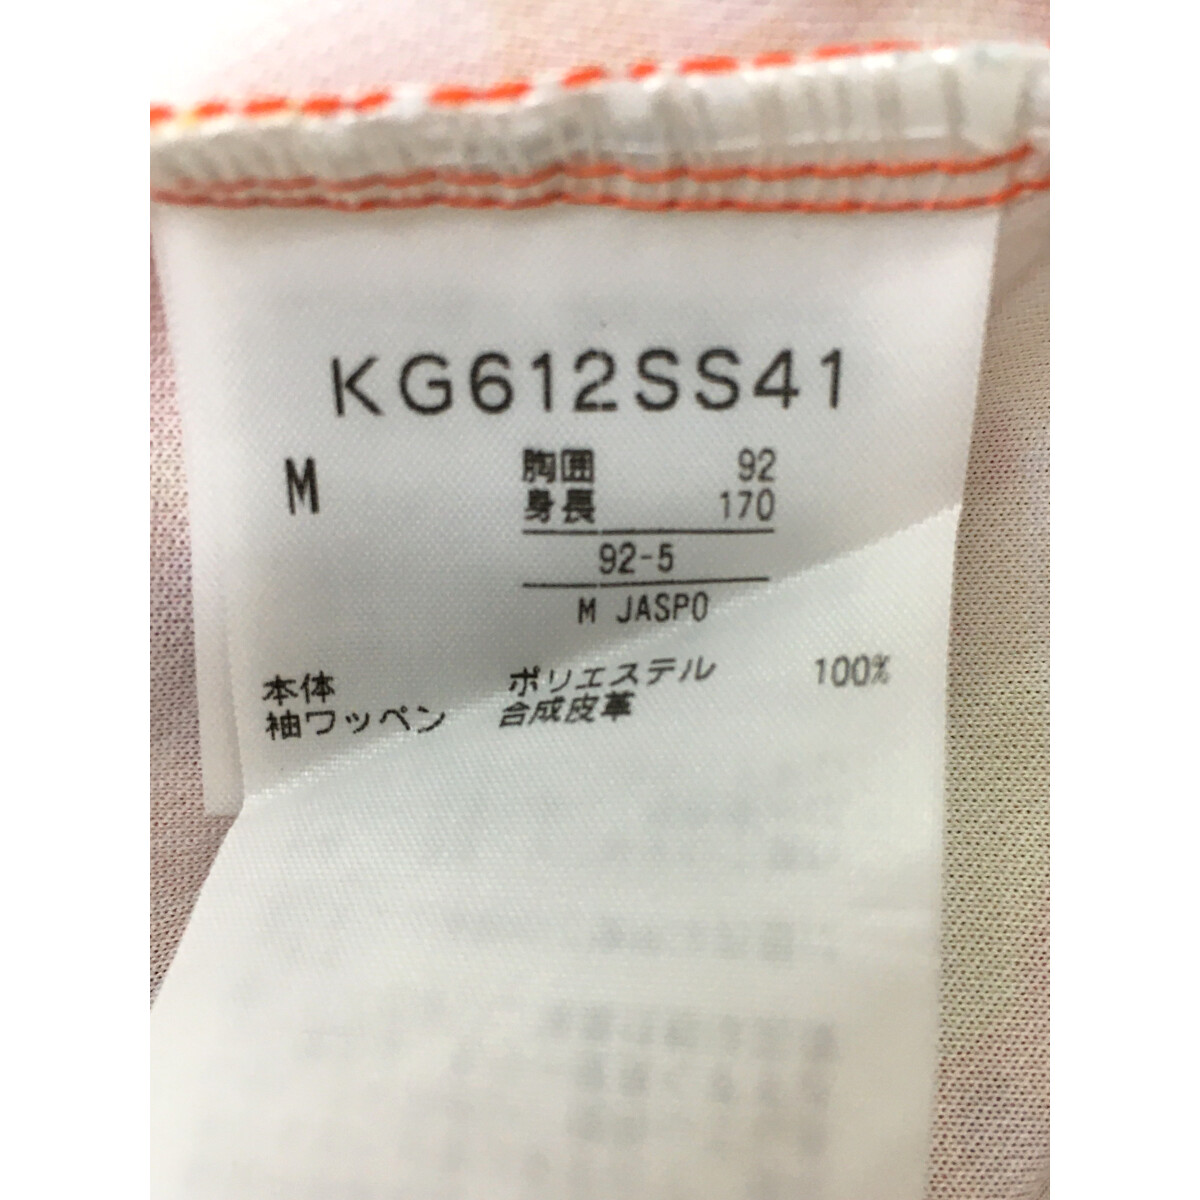 KG612SS41
M 胸囲 92
身長 170
92-5
M JASPO
本体 ポリエステル 100%
袖ワッペン 合成皮革